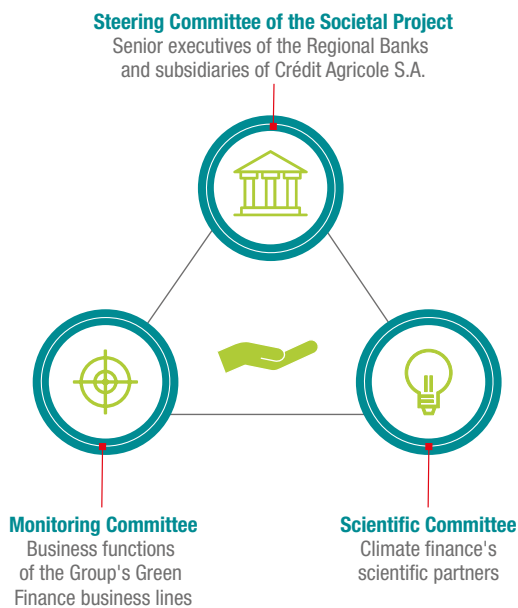 Steering Committee of the Societal Project
Senior executives of the Regional Banks
and subsidiaries of Crédit Agricole S.A.
Monitoring Committee
Business functions
of the Group's Green
Finance business lines
Scientific Committee
Climate finance's
scientific partners